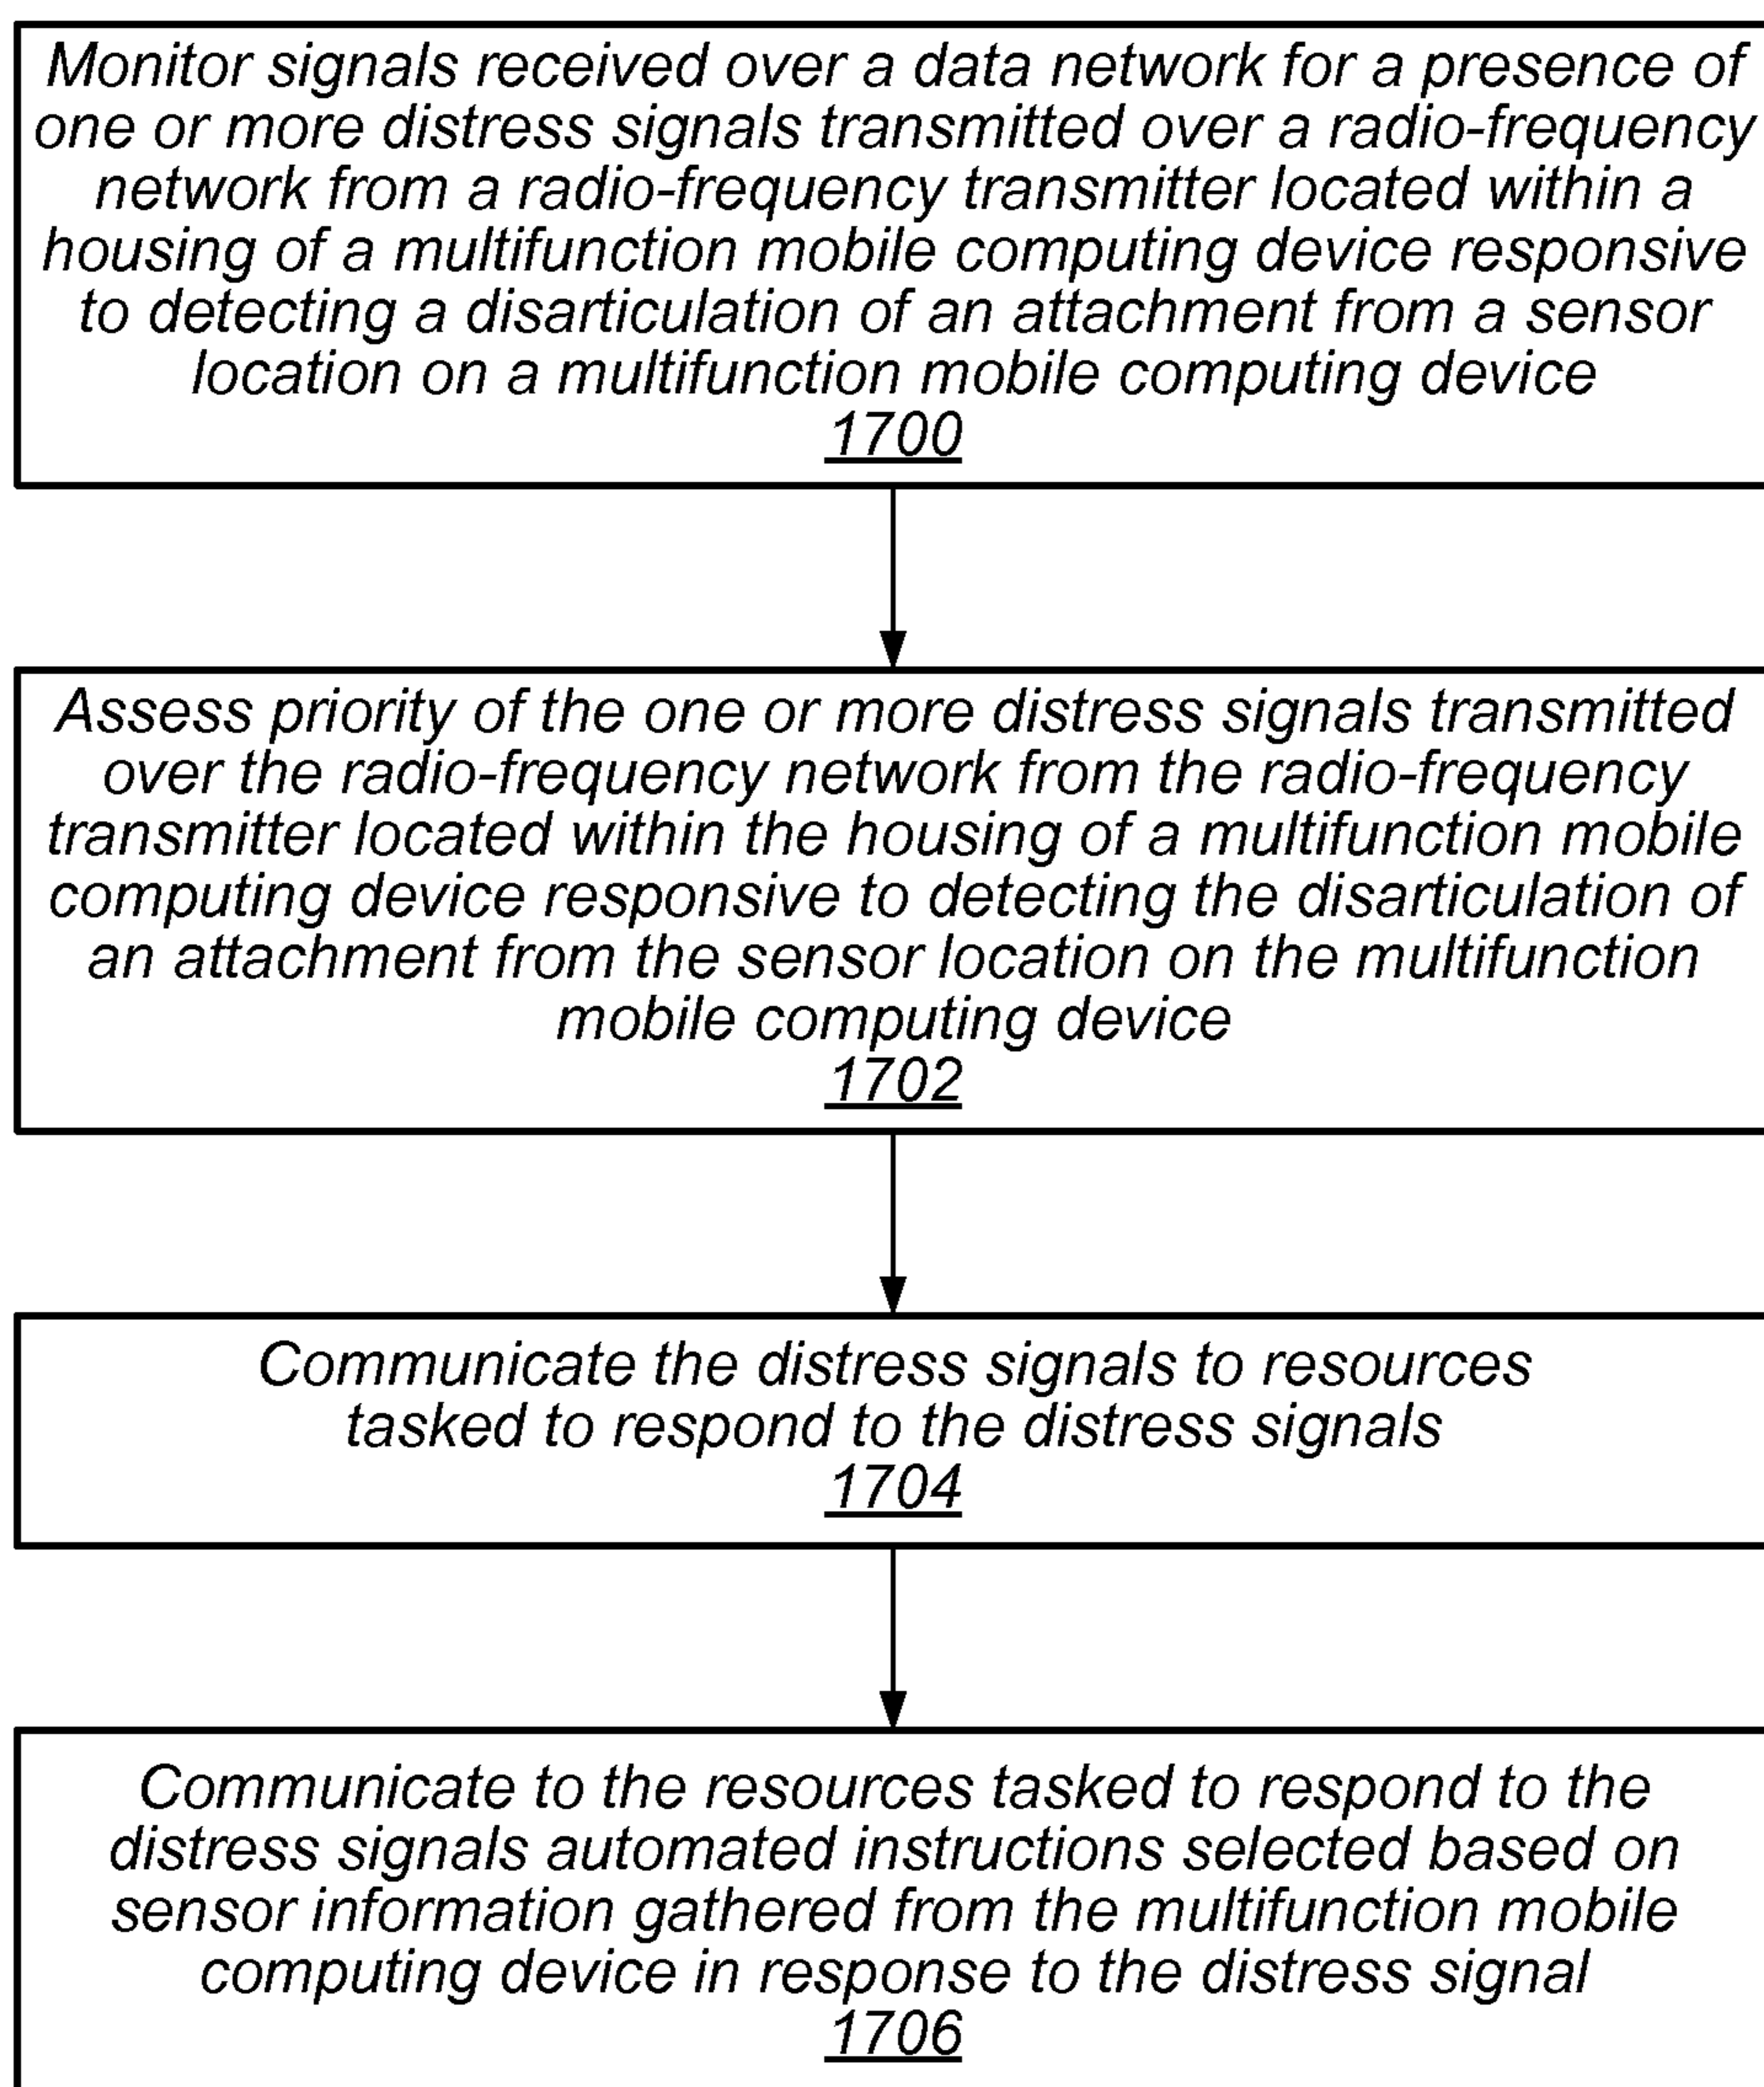 Monitor signals received over a data network for a presence of
one or more distress signals transmitted over a radio-frequency
network from a radio-frequency transmitter located within a
housing of a multifunction mobile computing device responsive
to detecting a disarticulation of an attachment from a sensor
location on a multifunction mobile computing device
1700
Assess priority of the one or more distress signals transmitted
over the radio-frequency network from the radio-frequency
transmitter located within the housing of a multifunction mobile
computing device responsive to detecting the disarticulation of
an attachment from the sensor location on the multifunction
mobile computing device
1702
Communicate the distress signals to resources
tasked to respond to the distress signals
1704
Communicate to the resources tasked to respond to the
distress signals automated instructions selected based on
sensor information gathered from the multifunction mobile
computing device in response to the distress signal
1706